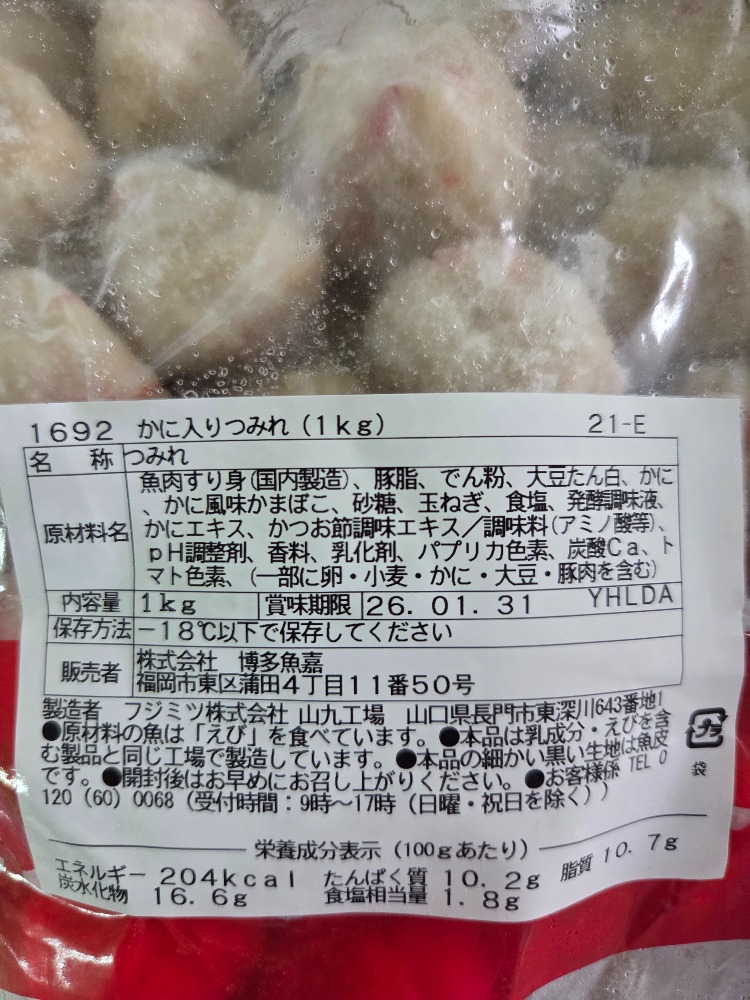 1692 かに入りつみれ(1kg) 21-E
名 称 つみれ
原材料名 魚肉すり身(国内製造)、豚脂、でん粉、大豆たん白、かに
、かに風味かまぼこ、砂糖、玉ねぎ、食塩、発酵調味液、
かにエキス、かつお節調味エキス/調味料(アミノ酸等)、
pH調整剤、香料、乳化剤、パプリカ色素、炭酸Ca、ト
マト色素、(一部に卵・小麦・かに・大豆・豚肉を含む)
内容量 1kg 賞味期限 26.01.31 YHLDA
保存方法 -18℃以下で保存してください
販売者 株式会社 博多魚嘉
福岡市東区蒲田4丁目11番50号
製造者 フジミツ株式会社 山九工場 山口県長門市東深川643番地1
●原材料の魚は「えび」を食べています。●本品は乳成分・えびを含
む製品と同じ工場で製造しています。●本品の細かい黒い生地は魚皮
です。●開封後はお早めにお召し上がりください。●お客様係 TEL 0
120(60)0068(受付時間:9時~17時(日曜・祝日を除く))
プラ
袋
栄養成分表示(100gあたり)
エネルギー 204kcal たんぱく質 10.2g 脂質 10.7g
炭水化物 16.6g 食塩相当量 1.8g